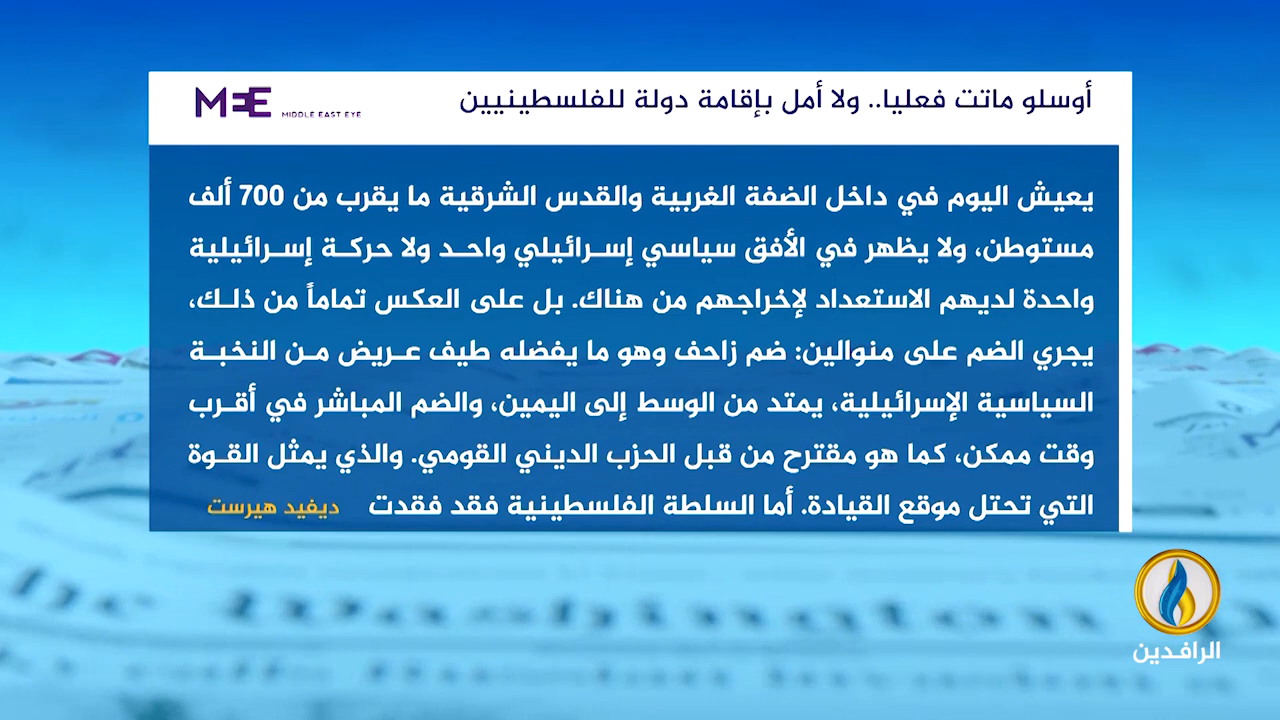 أوسلو ماتت فعليا.. ولا أمل بإقامة دولة للفلسطينيين
MEE MIDDLE EAST EYE
يعيش اليوم في داخل الضفة الغربية والقدس الشرقية ما يقرب من 700 ألف
مستوطن، ولا يظهر في الأفق سياسي إسرائيلي واحد ولا حركة إسرائيلية
واحدة لديهم الاستعداد لإخراجهم من هناك. بل على العكس تماماً من ذلك،
يجري الضم على منوالين: ضم زاحف وهو ما يفضله طيف عريض من النخبة
السياسية الإسرائيلية، يمتد من الوسط إلى اليمين، والضم المباشر في أقرب
وقت ممكن، كما هو مقترح من قبل الحزب الديني القومي. والذي يمثل القوة
التي تحتل موقع القيادة. أما السلطة الفلسطينية فقد فقدت
ديفيد هيرست
الرافدين